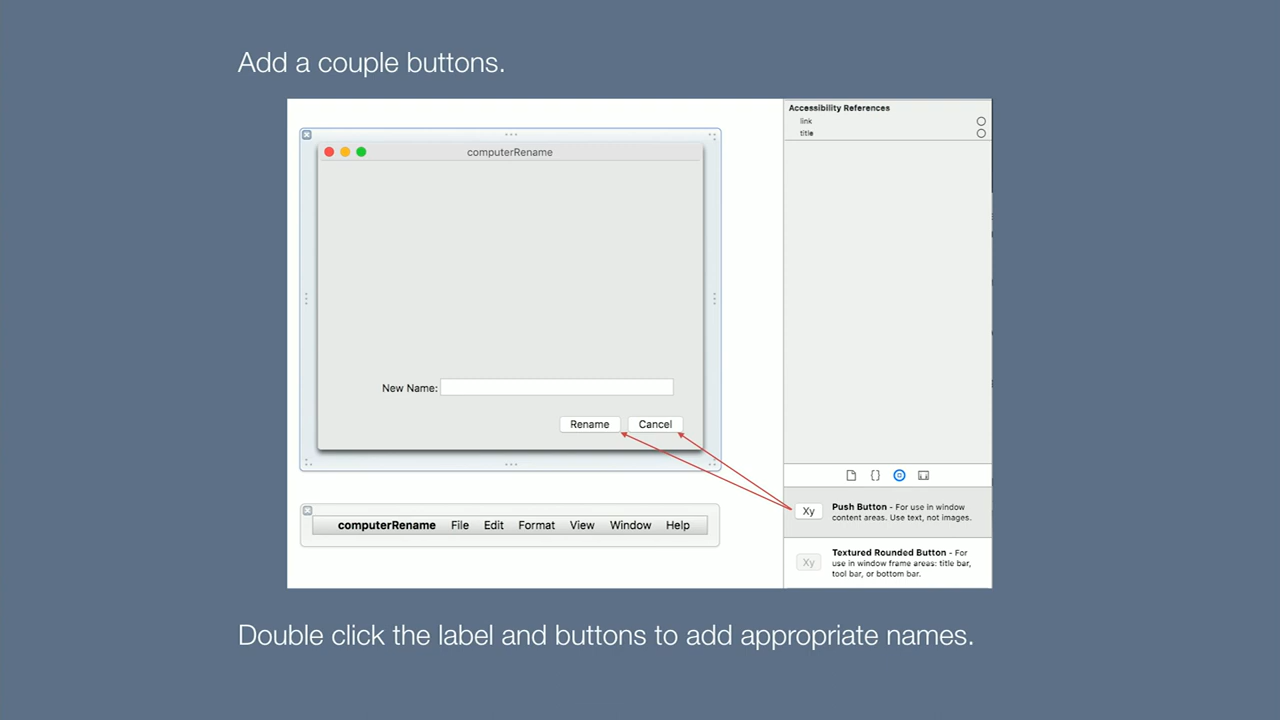 Add a couple buttons.
Accessibility References
link
title
computerRename
New Name:
Rename
Cancel
computerRename File Edit Format View Window Help
Xy
Push Button - For use in window
content areas. Use text, not images.
Xy
Textured Rounded Button - For
use in window frame areas: title bar,
tool bar, or bottom bar.
Double click the label and buttons to add appropriate names.